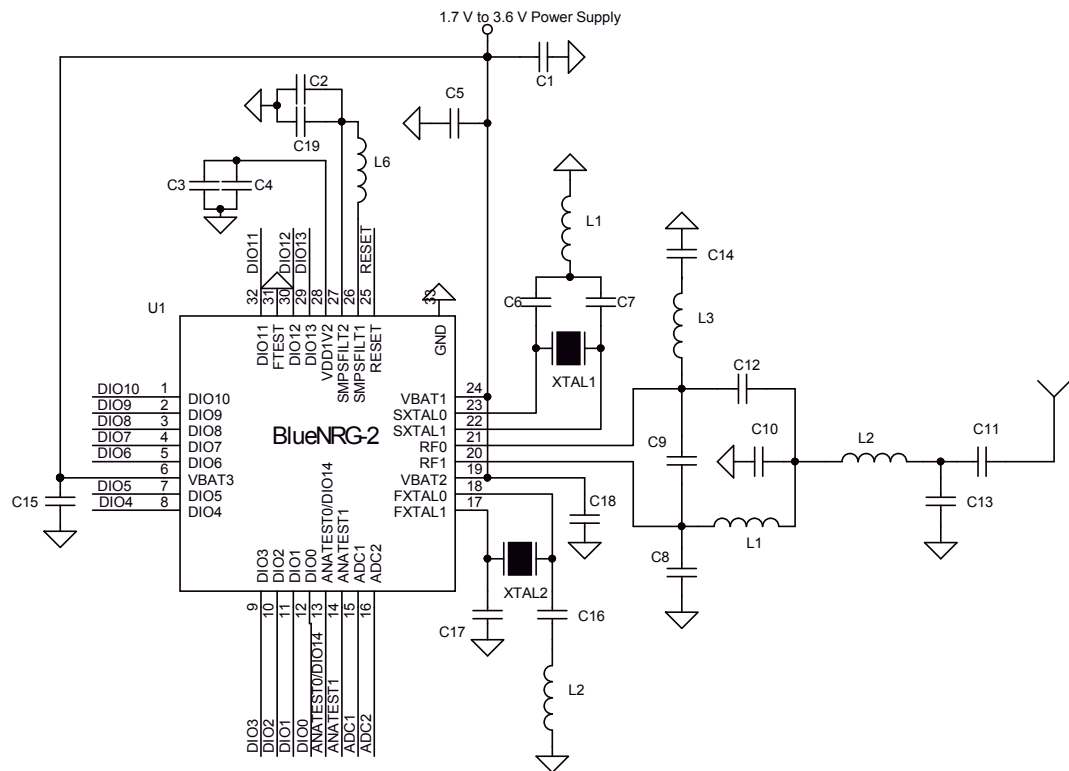 1.7 V to 3.6 V Power Supply
C1
C2
C5
C19
L6
C3
C4
L1
C14
DIO11
DIO12
DIO13
RESET
C6
C7
L3
U1
32
31
30
29
28
27
26
25
33
DIO11
FTEST
DIO12
DIO13
VDD1V2
SMPSFILT2
SMPSFILT1
RESET
GND
XTAL1
C12
DIO10 1 DIO10
DIO9 2 DIO9
DIO8 3 DIO8
DIO7 4 DIO7
DIO6 5 DIO6
6 VBAT3
DIO5 7 DIO5
DIO4 8 DIO4
BlueNRG-2
VBAT1 24
SXTAL0 23
SXTAL1 22
RF0 21
RF1 20
VBAT2 19
FXTAL0 18
FXTAL1 17
C9
C10
L2
C11
C15
C18
C13
L1
C8
DIO3
DIO2
DIO1
DIO0
ANATEST0/DIO14
ANATEST1
ADC1
ADC2
XTAL2
9
10
11
12
13
14
15
16
C17
C16
L2
DIO3
DIO2
DIO1
DIO0
ANATEST0/DIO14
ANATEST1
ADC1
ADC2